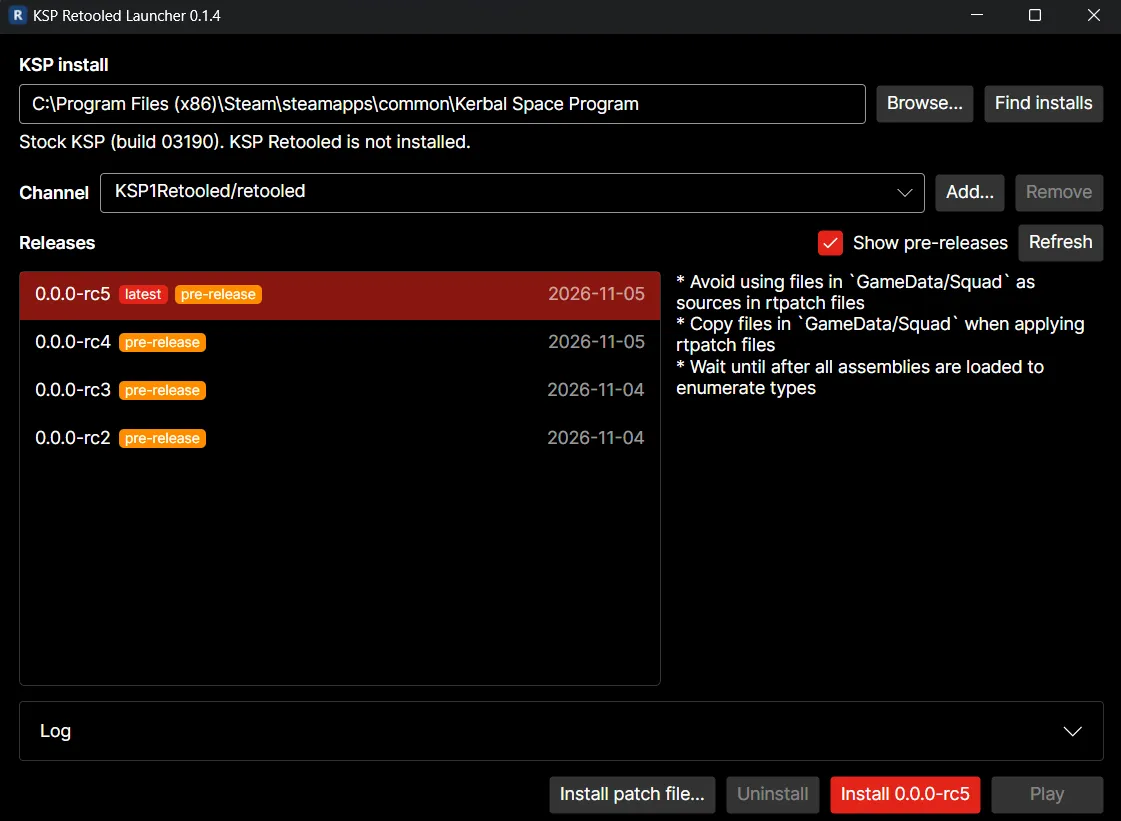 R KSP Retooled Launcher 0.1.4
KSP install
C:\Program Files (x86)\Steam\steamapps\common\Kerbal Space Program
Browse...
Find installs
Stock KSP (build 03190). KSP Retooled is not installed.
Channel
KSP1Retooled/retooled
Add...
Remove
Releases
Show pre-releases
Refresh
0.0.0-rc5 latest pre-release 2026-11-05
0.0.0-rc4 pre-release 2026-11-05
0.0.0-rc3 pre-release 2026-11-04
0.0.0-rc2 pre-release 2026-11-04
* Avoid using files in `GameData/Squad` as
sources in rtpatch files
* Copy files in `GameData/Squad` when applying
rtpatch files
* Wait until after all assemblies are loaded to
enumerate types
Log
Install patch file...
Uninstall
Install 0.0.0-rc5
Play